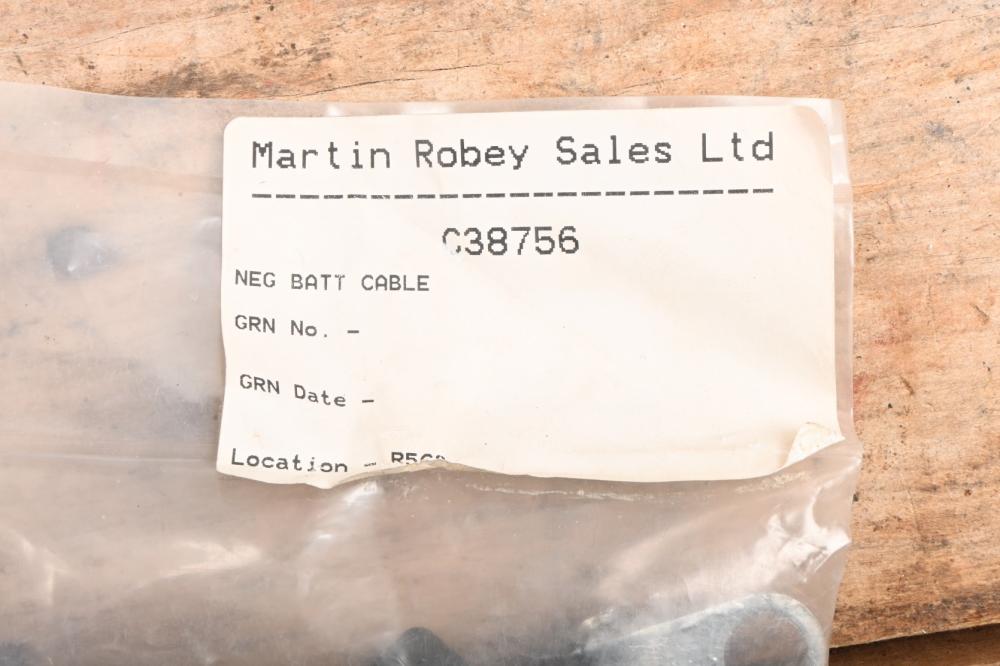 Martin Robey Sales Ltd
-----------------------
C38756
NEG BATT CABLE
GRN No. -
GRN Date -
Location -